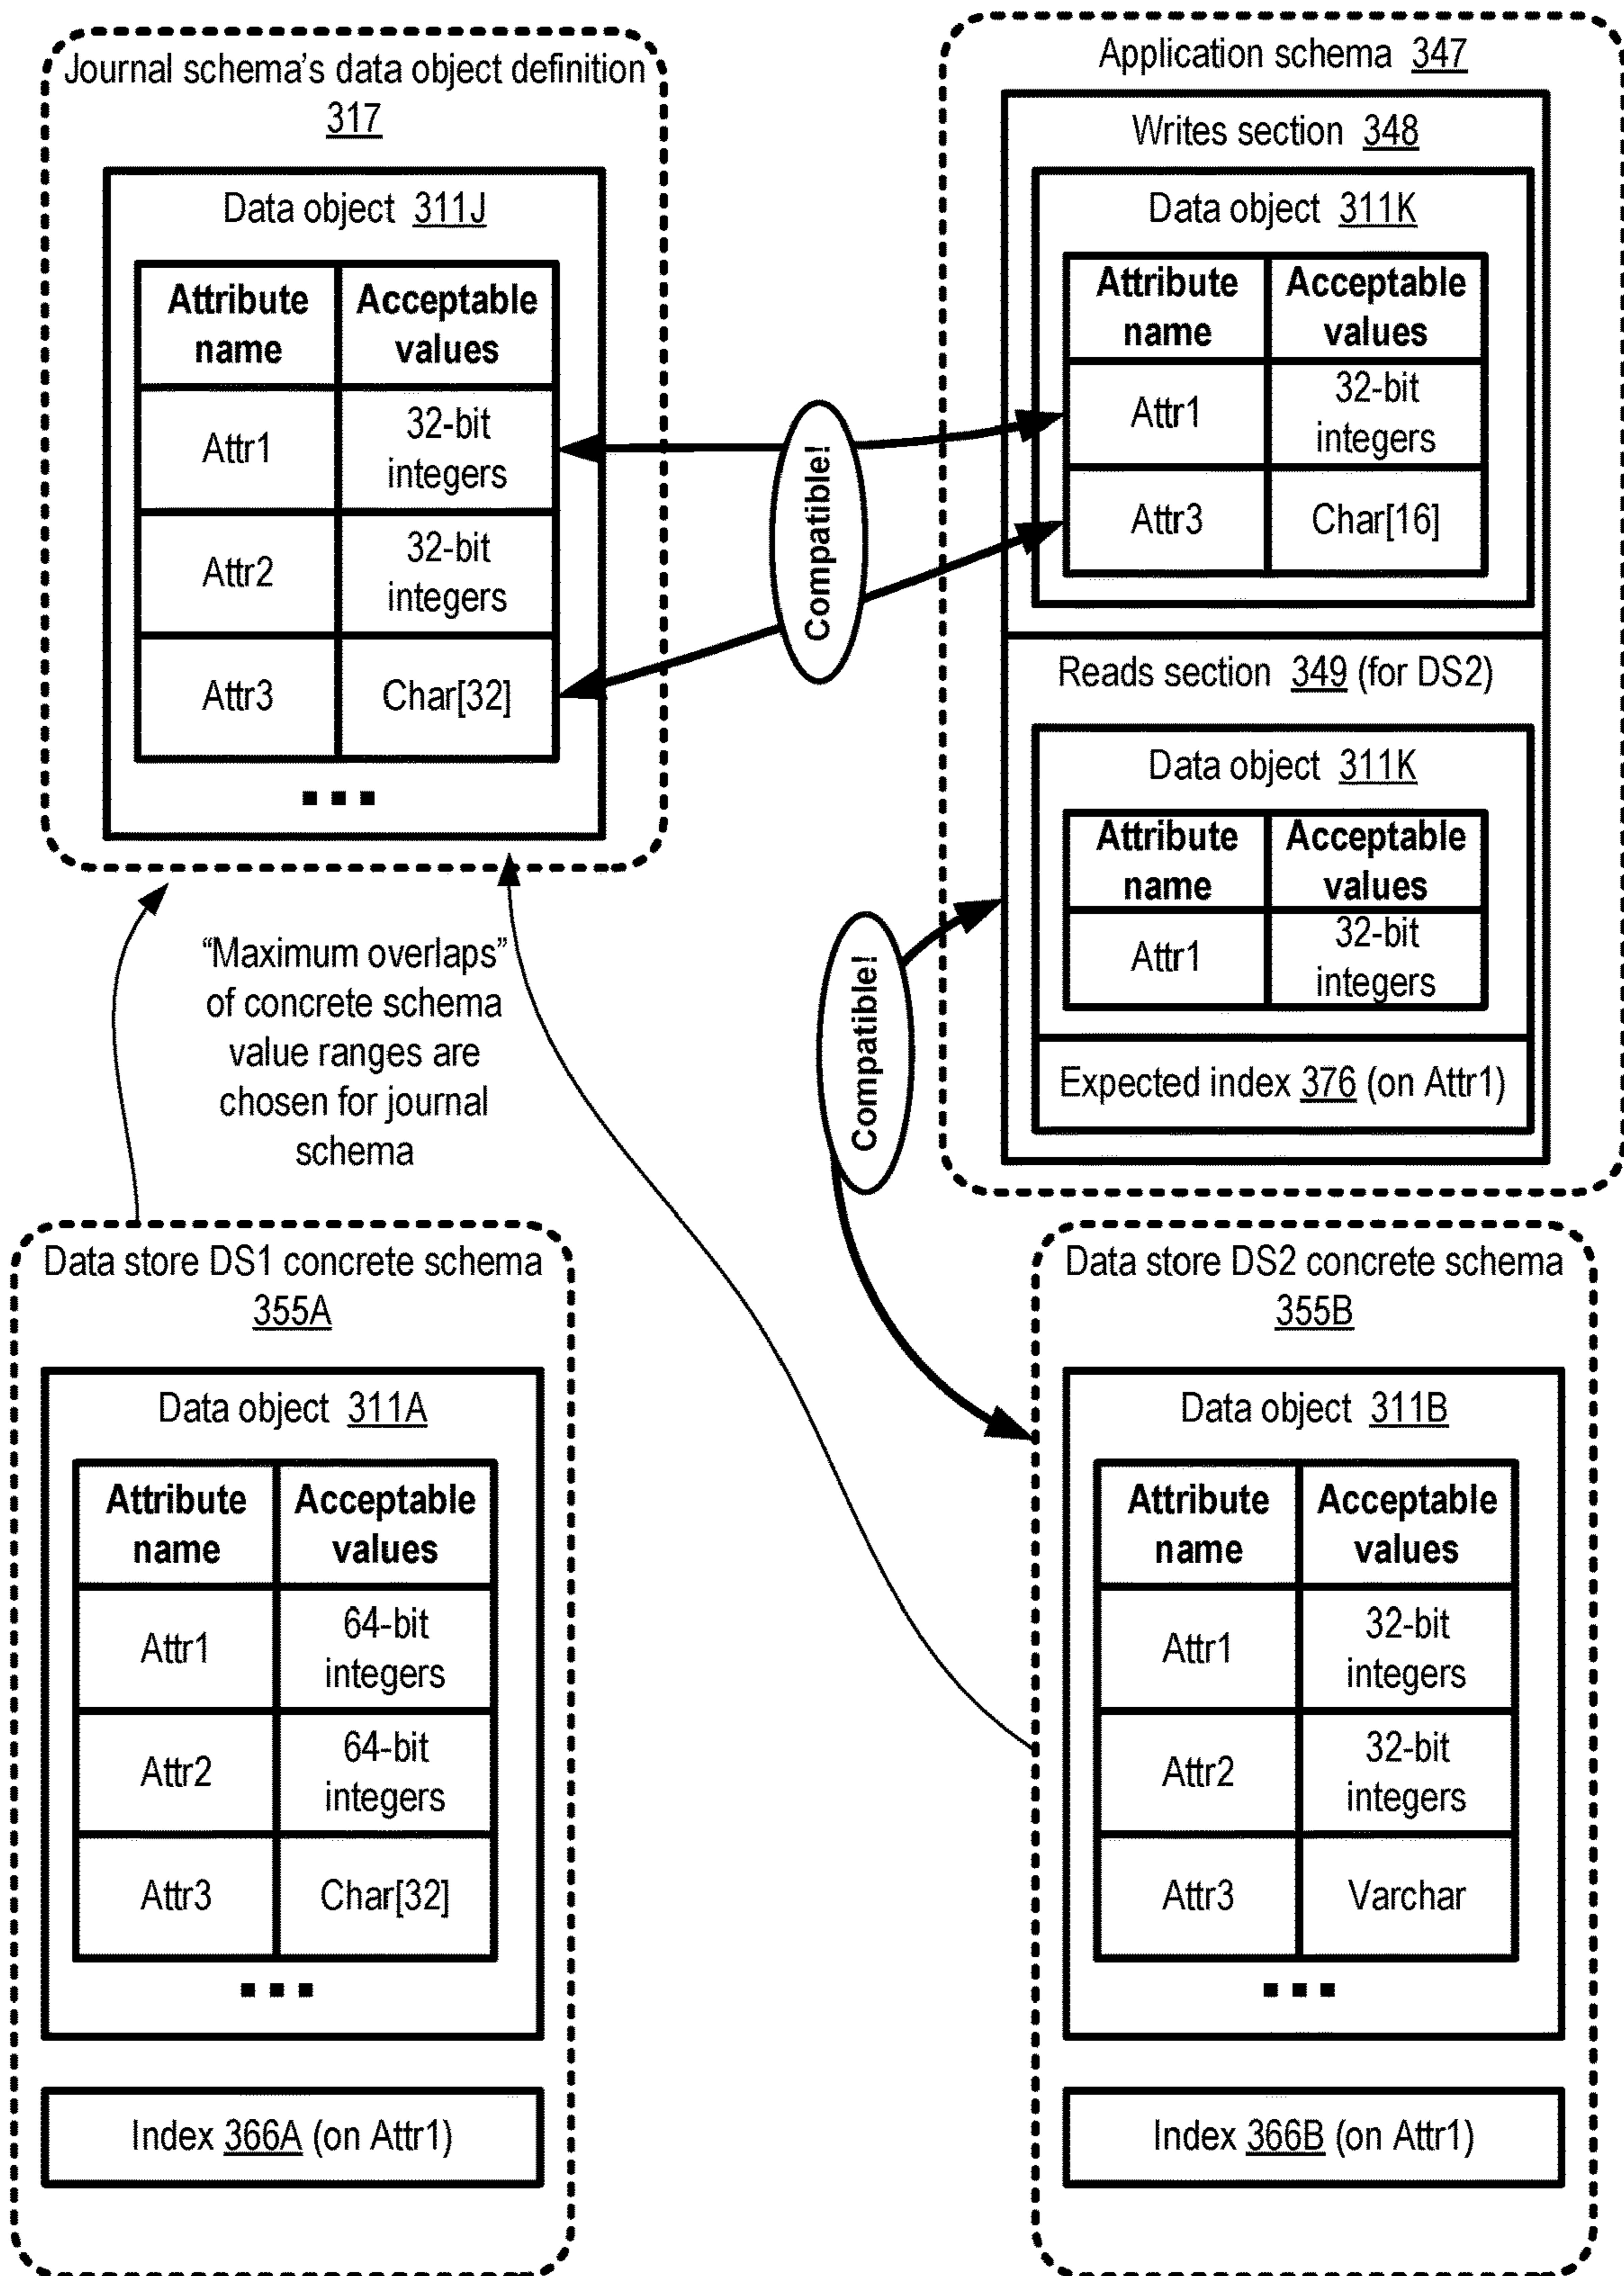 Journal schema's data object definition
317
Data object 311J
Attribute name
Acceptable values
Attr1
32-bit integers
Attr2
32-bit integers
Attr3
Char[32]
Compatible!
Application schema 347
Writes section 348
Data object 311K
Attribute name
Acceptable values
Attr1
32-bit integers
Attr3
Char[16]
Reads section 349 (for DS2)
Data object 311K
Attribute name
Acceptable values
Attr1
32-bit integers
Expected index 376 (on Attr1)
Compatible!
“Maximum overlaps”
of concrete schema
value ranges are
chosen for journal
schema
Data store DS1 concrete schema
355A
Data object 311A
Attribute name
Acceptable values
Attr1
64-bit integers
Attr2
64-bit integers
Attr3
Char[32]
Index 366A (on Attr1)
Data store DS2 concrete schema
355B
Data object 311B
Attribute name
Acceptable values
Attr1
32-bit integers
Attr2
32-bit integers
Attr3
Varchar
Index 366B (on Attr1)